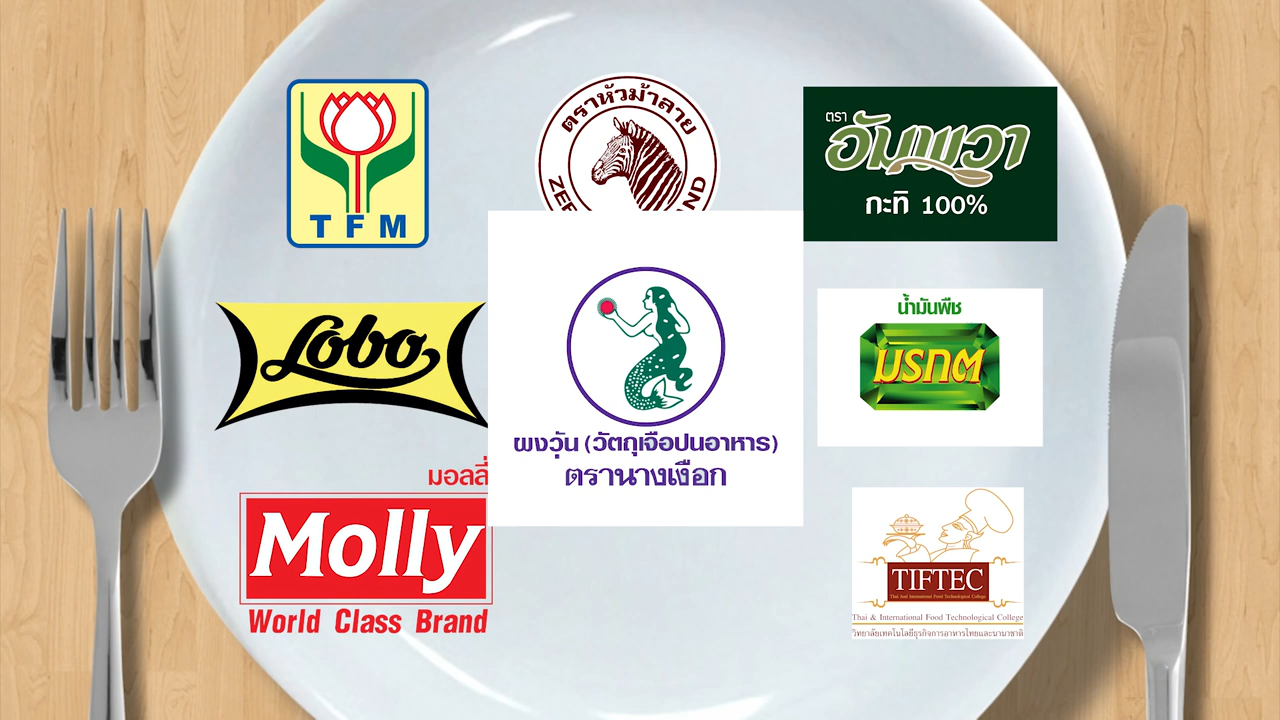 TFM
ตราหัวม้าลาย
ตรา
อัมพวา
กะทิ 100%
Lobo
ผงวุ้น (วัตถุเจือปนอาหาร)
ตรานางเงือก
น้ำมันพืช
มรกต
มอลลี่
Molly
World Class Brand
TIFTEC
Thai And International Food Technological College
Thai & International Food Technological College
วิทยาลัยเทคโนโลยีธุรกิจการอาหารไทยและนานาชาติ